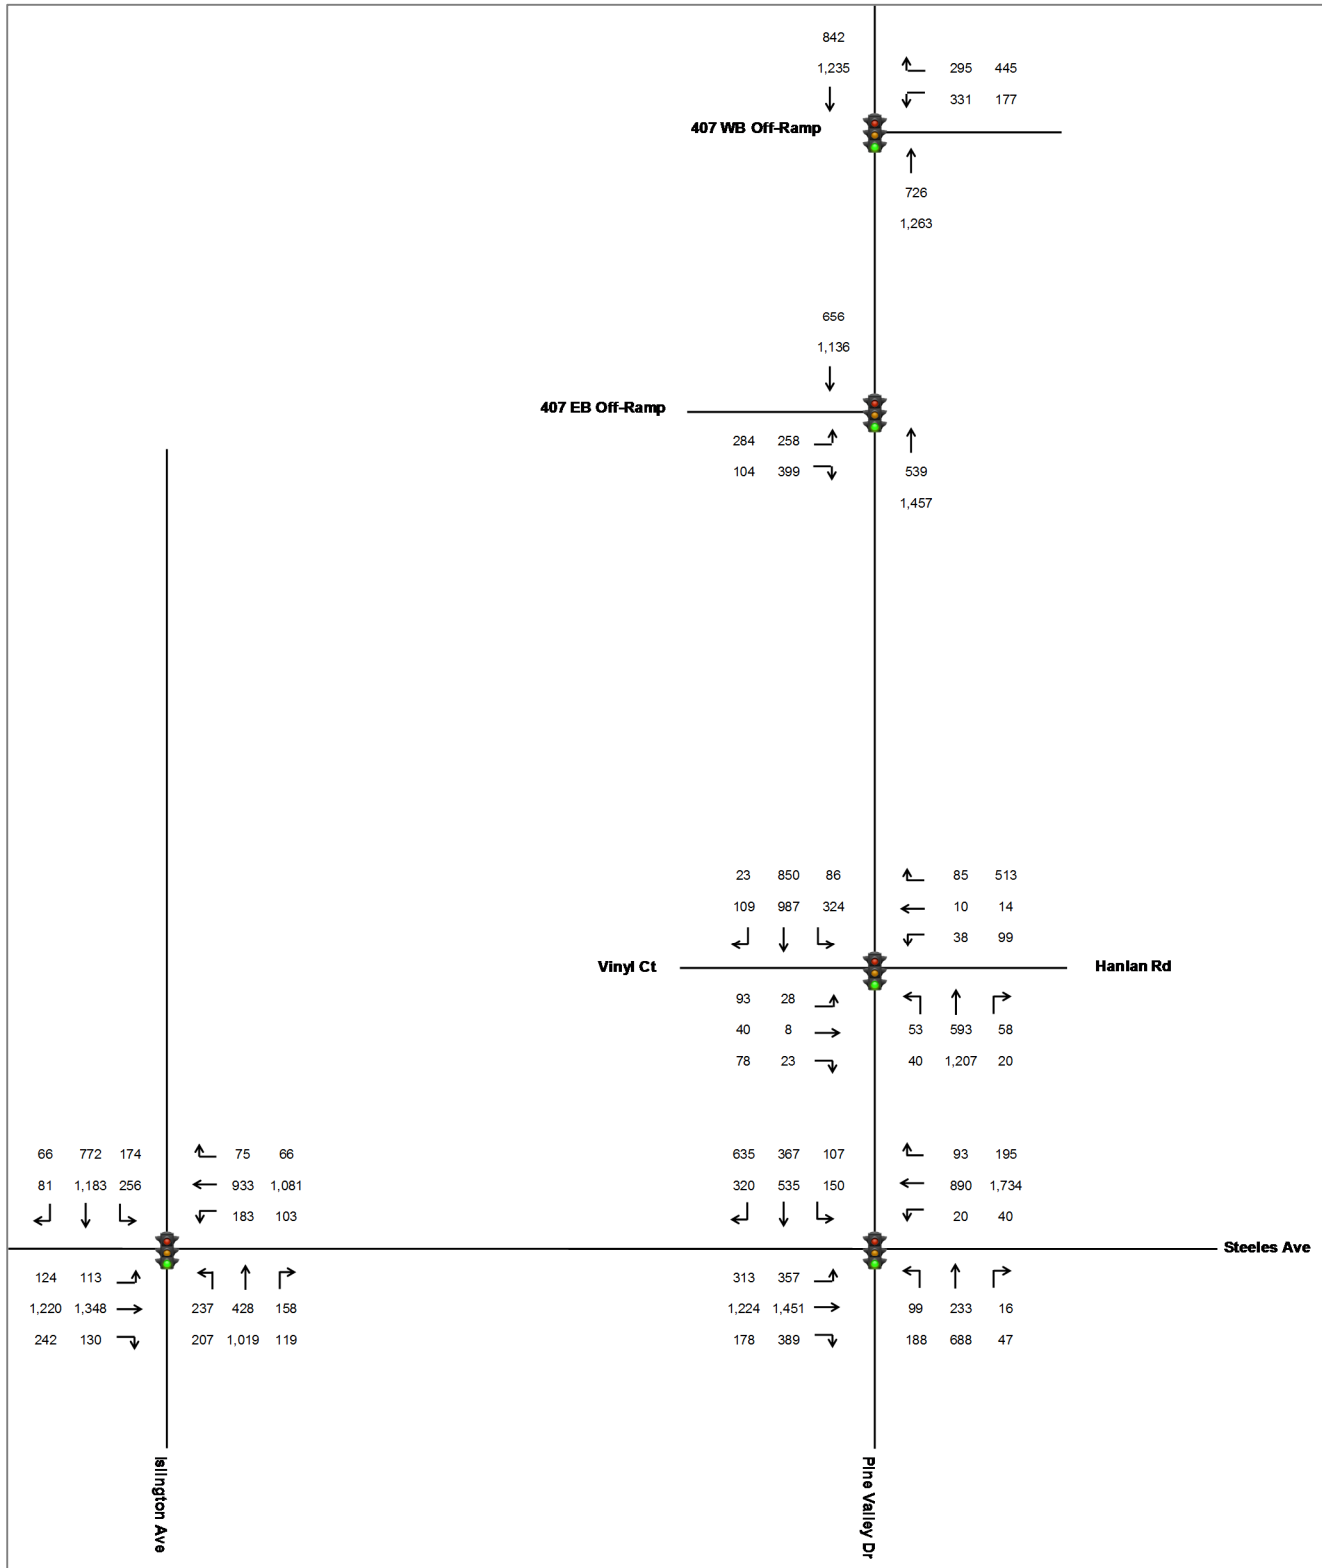 842
1,235
295 445
331 177
407 WB Off-Ramp
726
1,263
656
1,136
407 EB Off-Ramp
284 258
104 399
539
1,457
23 850 86 85 513
109 987 324 10 14
38 99
Vinyl Ct
Hanlan Rd
93 28
40 8 53 593 58
78 23 40 1,207 20
66 772 174 75 66 635 367 107 93 195
81 1,183 256 933 1,081 320 535 150 890 1,734
183 103 20 40
Steeles Ave
124 113 313 357
1,220 1,348 237 428 158 1,224 1,451 99 233 16
242 130 207 1,019 119 178 389 188 688 47
Islington Ave
Pine Valley Dr